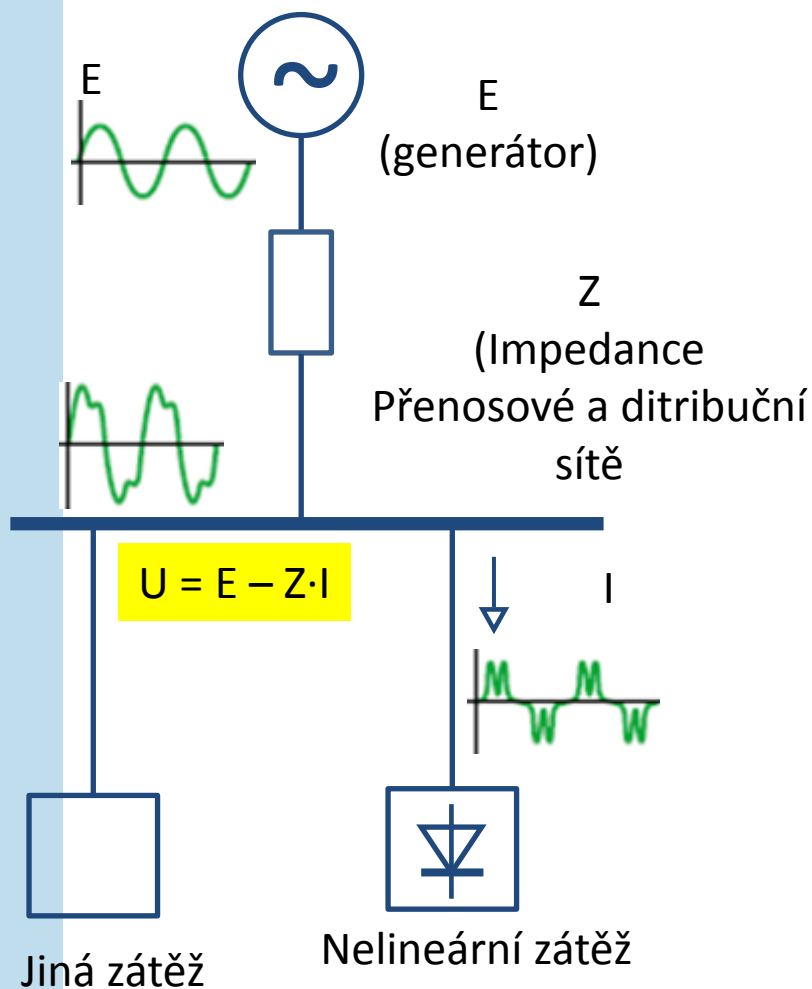 E
E
(generátor)
Z
(Impedance
Přenosové a ditribuční
sítě
U = E – Z·I
I
Jiná zátěž
Nelineární zátěž